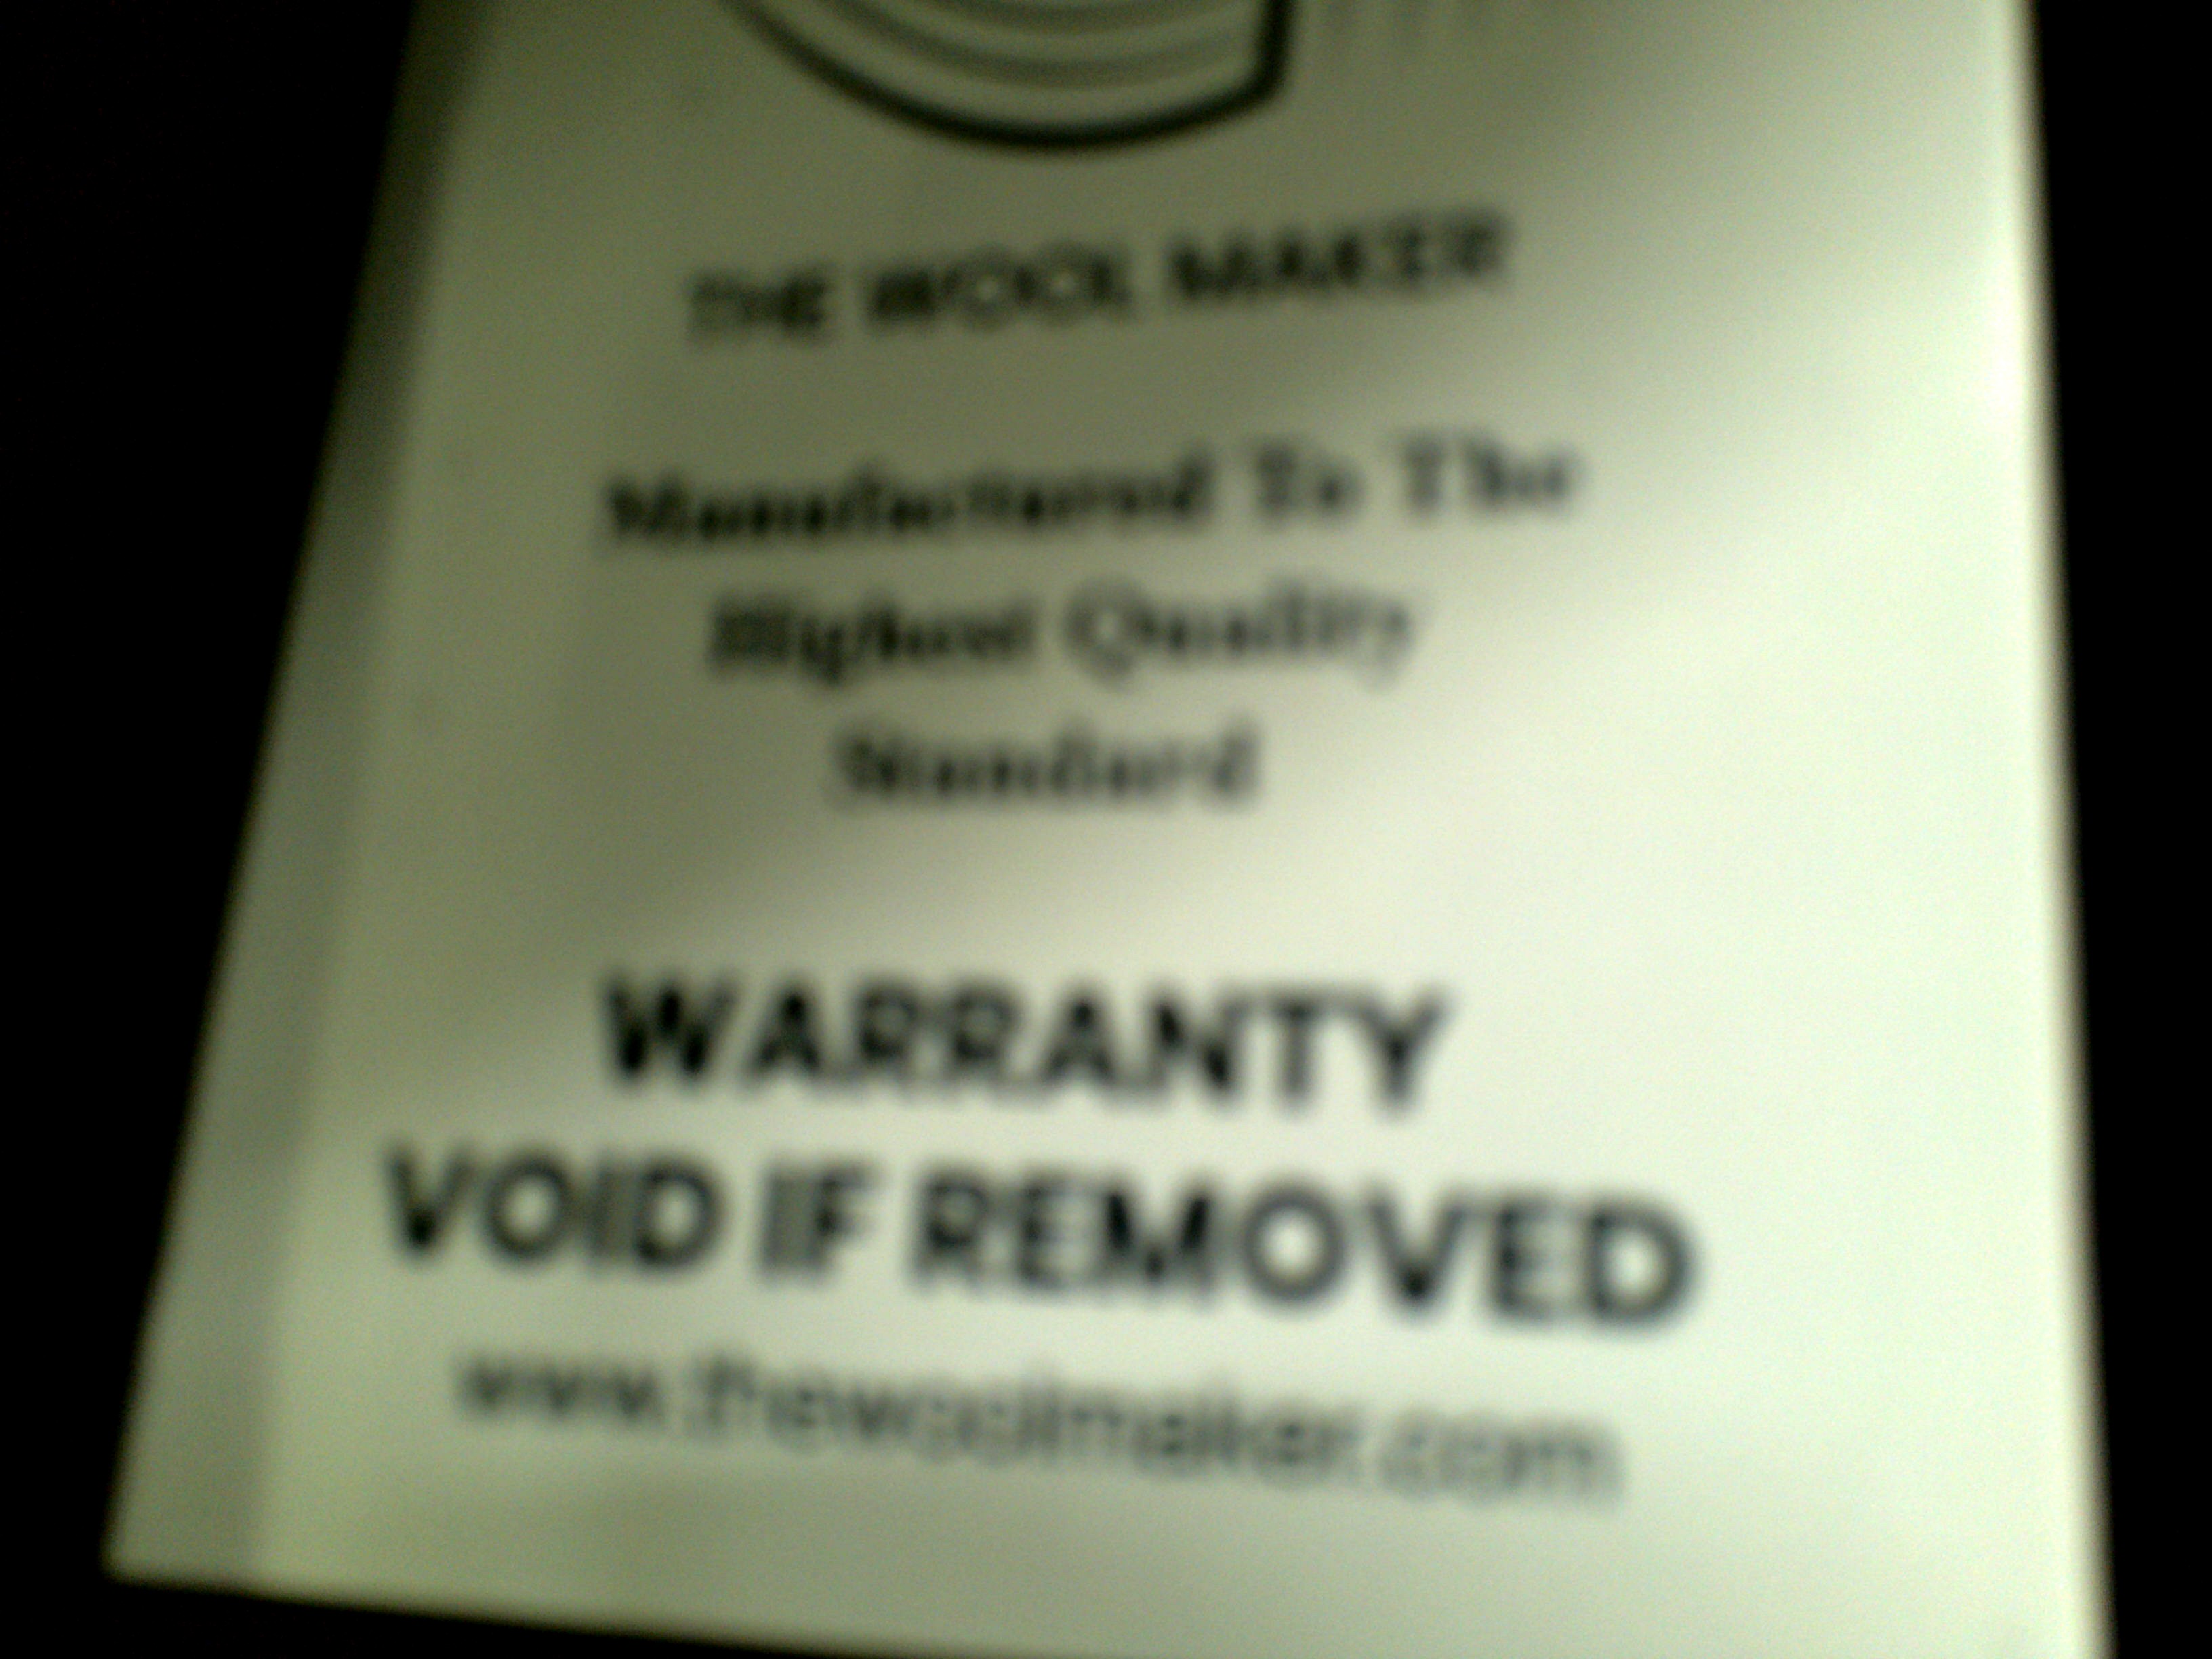 THE WOOL MAKER
Manufactured To The
Highest Quality
Standard
WARRANTY
VOID IF REMOVED
www.thewoolmaker.com